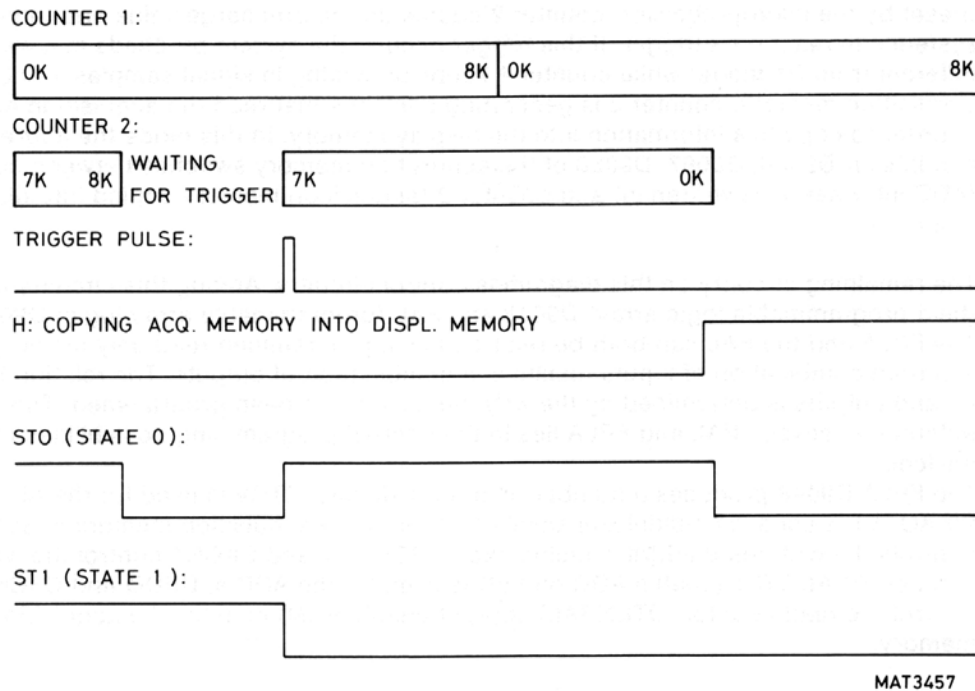 COUNTER 1:
0K 8K 0K 8K
COUNTER 2:
7K 8K WAITING FOR TRIGGER 7K 0K
TRIGGER PULSE:
H: COPYING ACQ. MEMORY INTO DISPL. MEMORY
ST0 (STATE 0):
ST1 (STATE 1):
MAT3457